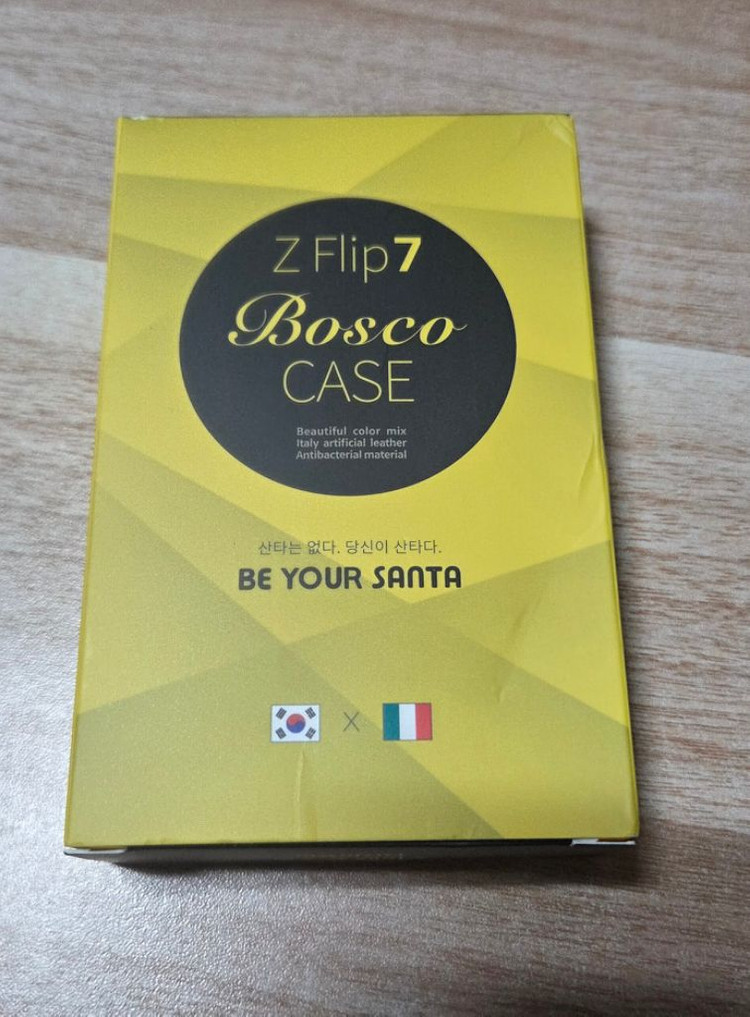 Z Flip7
Bosco
CASE
Beautiful color mix
Italy artificial leather
Antibacterial material
산타는 없다. 당신이 산타다.
BE YOUR SANTA
X